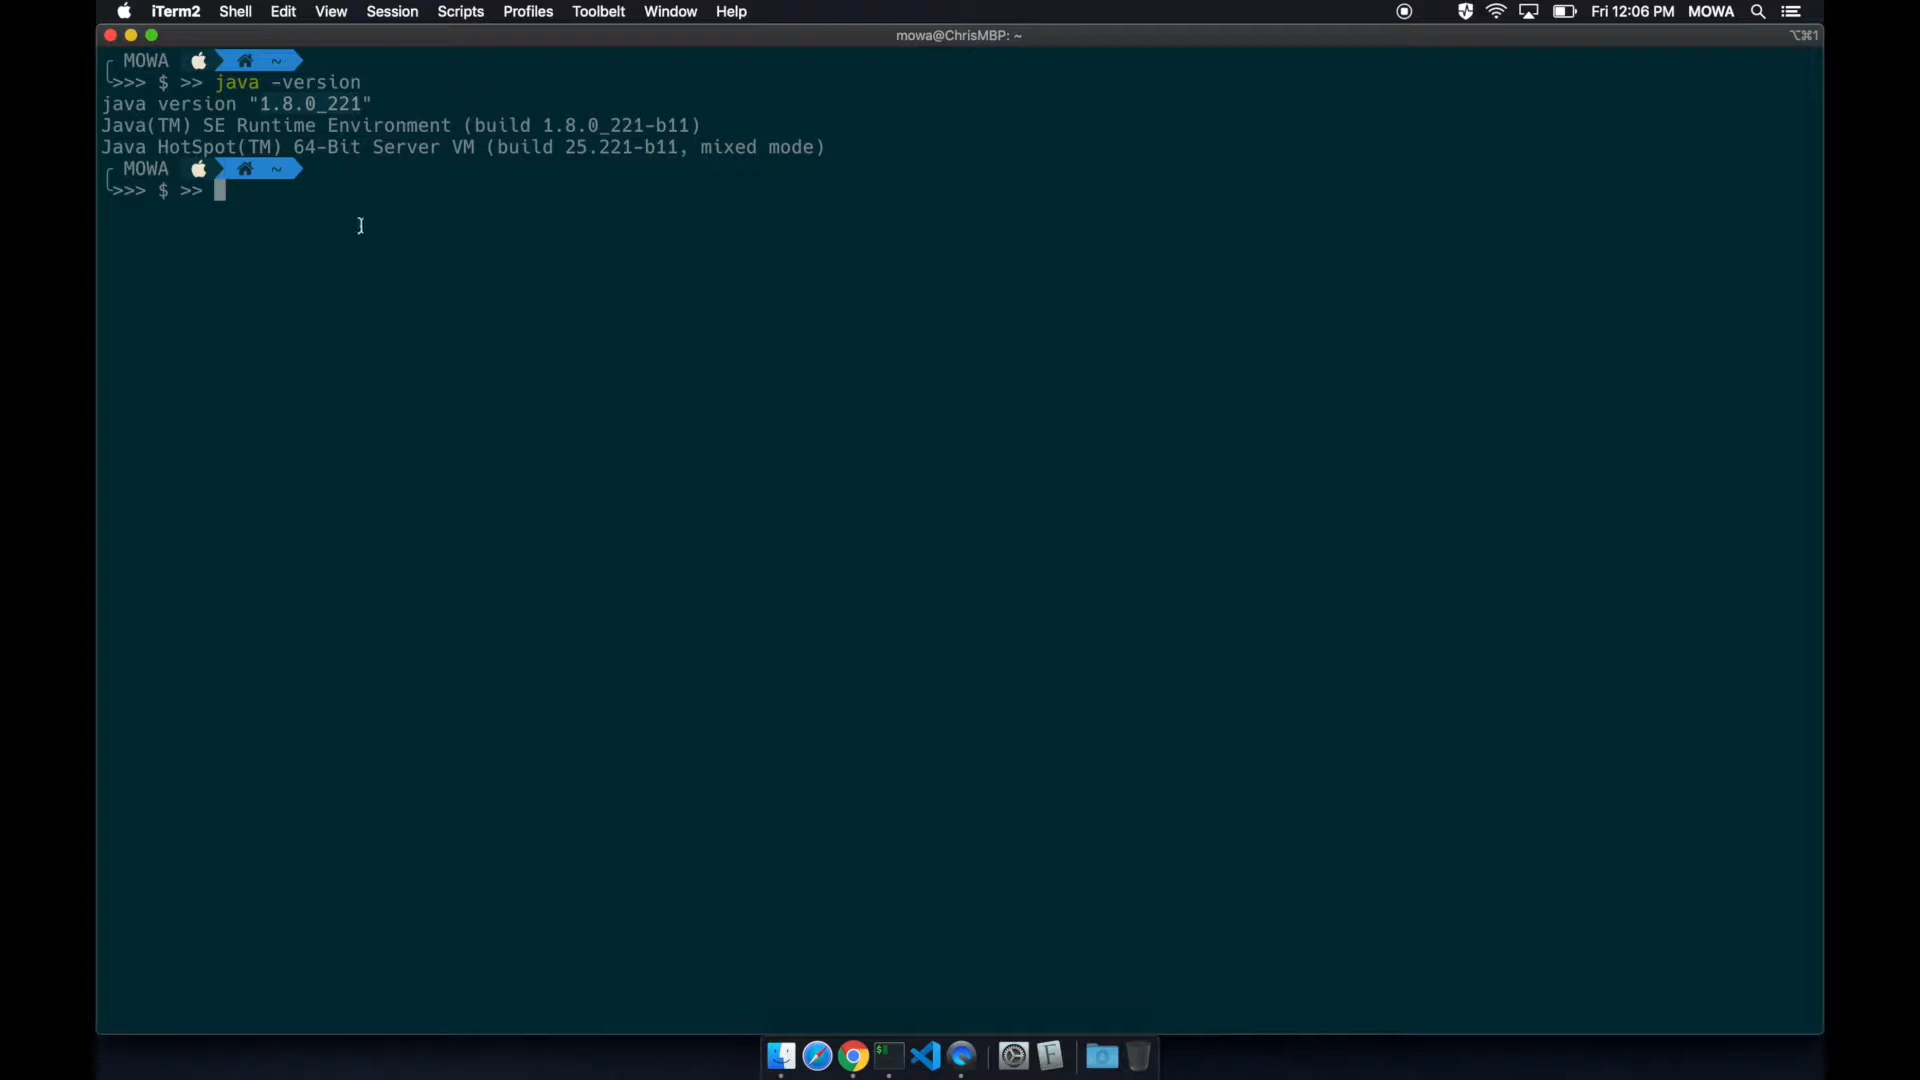 iTerm2 Shell Edit View Session Scripts Profiles Toolbelt Window Help Fri 12:06 PM MOWA
mowa@ChrisMBP: ~ ⌥⌘1
MOWA ~
>>> $ >> java -version
java version "1.8.0_221"
Java(TM) SE Runtime Environment (build 1.8.0_221-b11)
Java HotSpot(TM) 64-Bit Server VM (build 25.221-b11, mixed mode)
MOWA ~
>>> $ >>
$
F